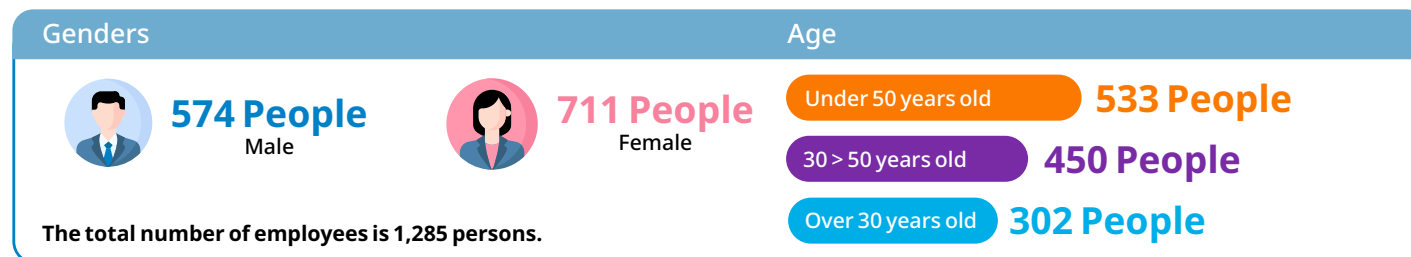 Genders
574 People
Male
711 People
Female
The total number of employees is 1,285 persons.
Age
Under 50 years old
533 People
30 > 50 years old
450 People
Over 30 years old
302 People